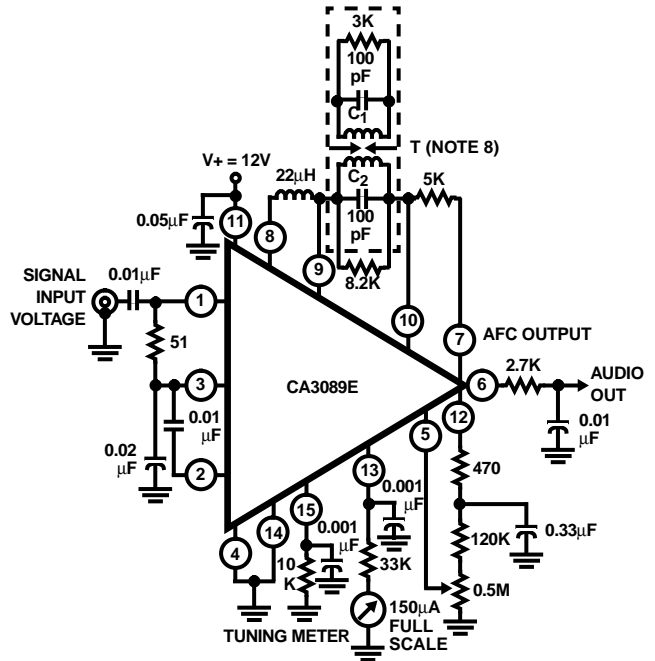 3K
100
pF
C1
T (NOTE 8)
V+ = 12V
22μH
C2
5K
0.05μF
11
8
100
pF
9
8.2K
SIGNAL
INPUT
VOLTAGE
0.01μF
1
10
7
AFC OUTPUT
51
2.7K
3
CA3089E
6
AUDIO
OUT
0.01
μF
12
0.01
μF
0.02
μF
5
2
13
470
0.001
μF
15
0.001
μF
14
4
120K
0.33μF
10
K
33K
0.5M
150μA
FULL
SCALE
TUNING METER